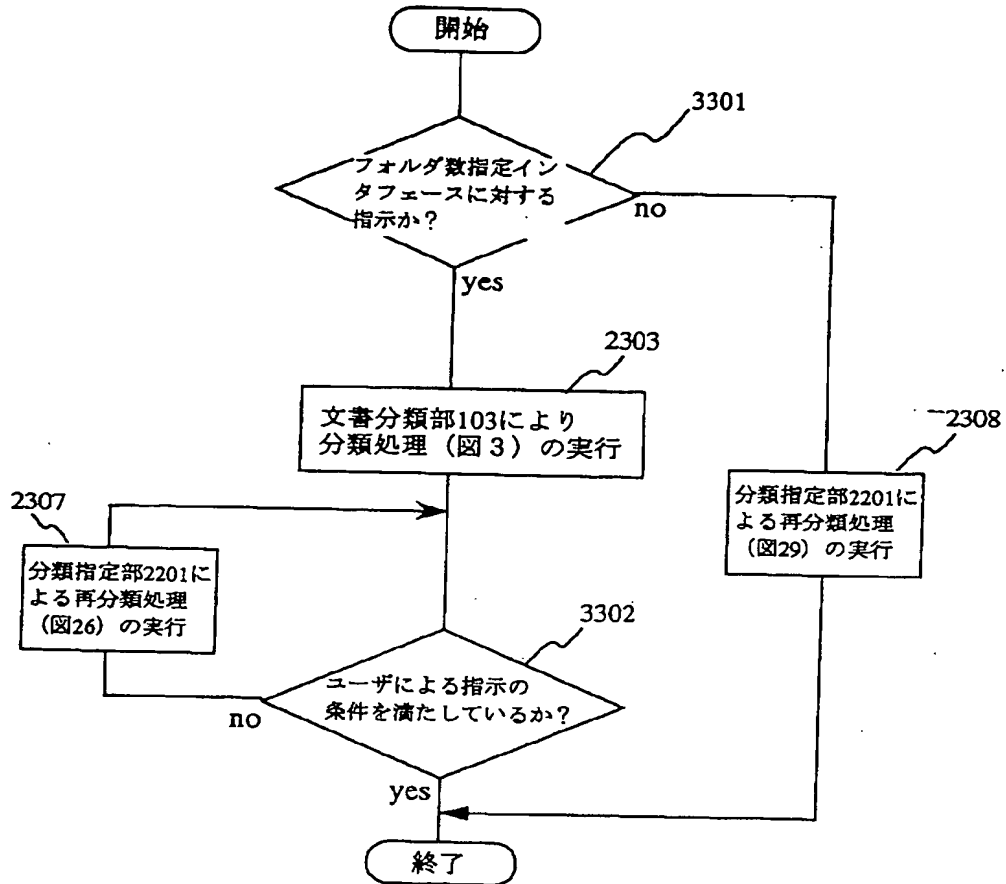 開始
3301
フォルダ数指定イン
タフェースに対する
指示か？
no
yes
2303
文書分類部103により
分類処理（図３）の実行
2308
分類指定部2201に
よる再分類処理
（図29）の実行
2307
分類指定部2201に
よる再分類処理
（図26）の実行
3302
ユーザによる指示の
条件を満たしているか？
no
yes
終了